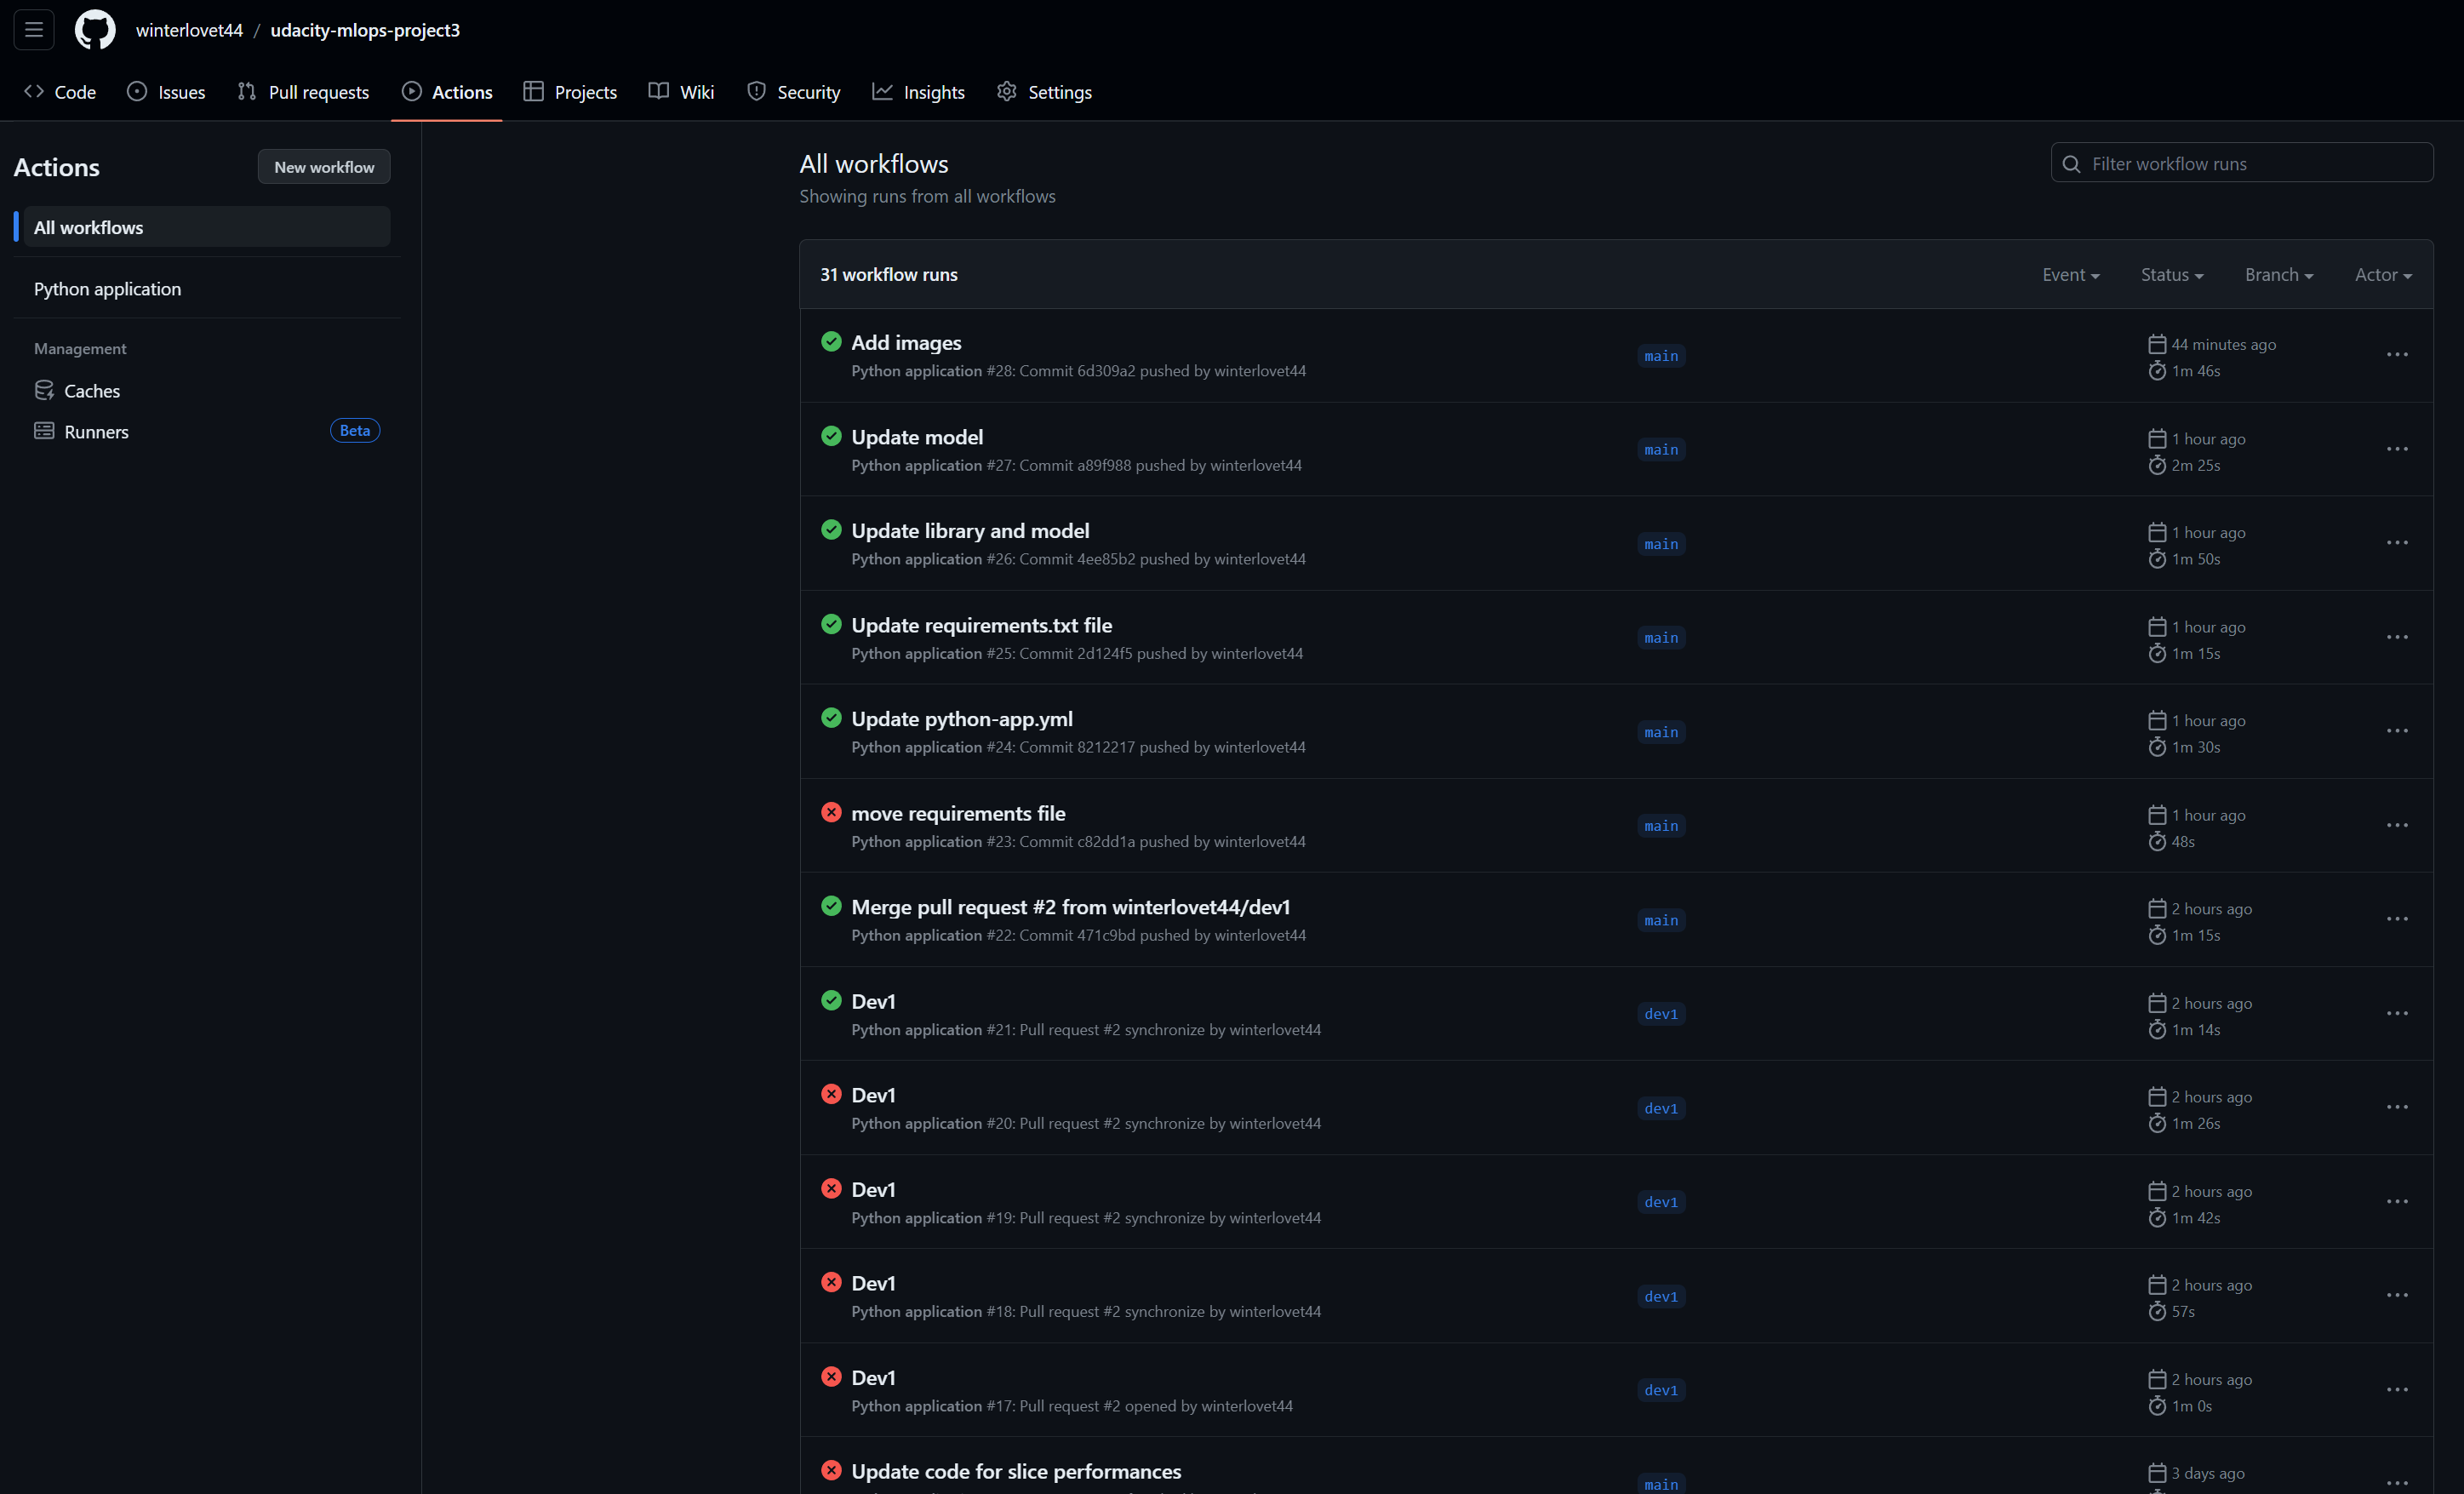 winterlovet44 / udacity-mlops-project3
Code Issues Pull requests Actions Projects Wiki Security Insights Settings
Actions
New workflow
All workflows
Python application
Management
Caches
Runners
Beta
All workflows
Showing runs from all workflows
Filter workflow runs
31 workflow runs
Event Status Branch Actor
Add images
Python application #28: Commit 6d309a2 pushed by winterlovet44
main
44 minutes ago
1m 46s
Update model
Python application #27: Commit a89f988 pushed by winterlovet44
main
1 hour ago
2m 25s
Update library and model
Python application #26: Commit 4ee85b2 pushed by winterlovet44
main
1 hour ago
1m 50s
Update requirements.txt file
Python application #25: Commit 2d124f5 pushed by winterlovet44
main
1 hour ago
1m 15s
Update python-app.yml
Python application #24: Commit 8212217 pushed by winterlovet44
main
1 hour ago
1m 30s
move requirements file
Python application #23: Commit c82dd1a pushed by winterlovet44
main
1 hour ago
48s
Merge pull request #2 from winterlovet44/dev1
Python application #22: Commit 471c9bd pushed by winterlovet44
main
2 hours ago
1m 15s
Dev1
Python application #21: Pull request #2 synchronize by winterlovet44
dev1
2 hours ago
1m 14s
Dev1
Python application #20: Pull request #2 synchronize by winterlovet44
dev1
2 hours ago
1m 26s
Dev1
Python application #19: Pull request #2 synchronize by winterlovet44
dev1
2 hours ago
1m 42s
Dev1
Python application #18: Pull request #2 synchronize by winterlovet44
dev1
2 hours ago
57s
Dev1
Python application #17: Pull request #2 opened by winterlovet44
dev1
2 hours ago
1m 0s
Update code for slice performances
main
3 days ago